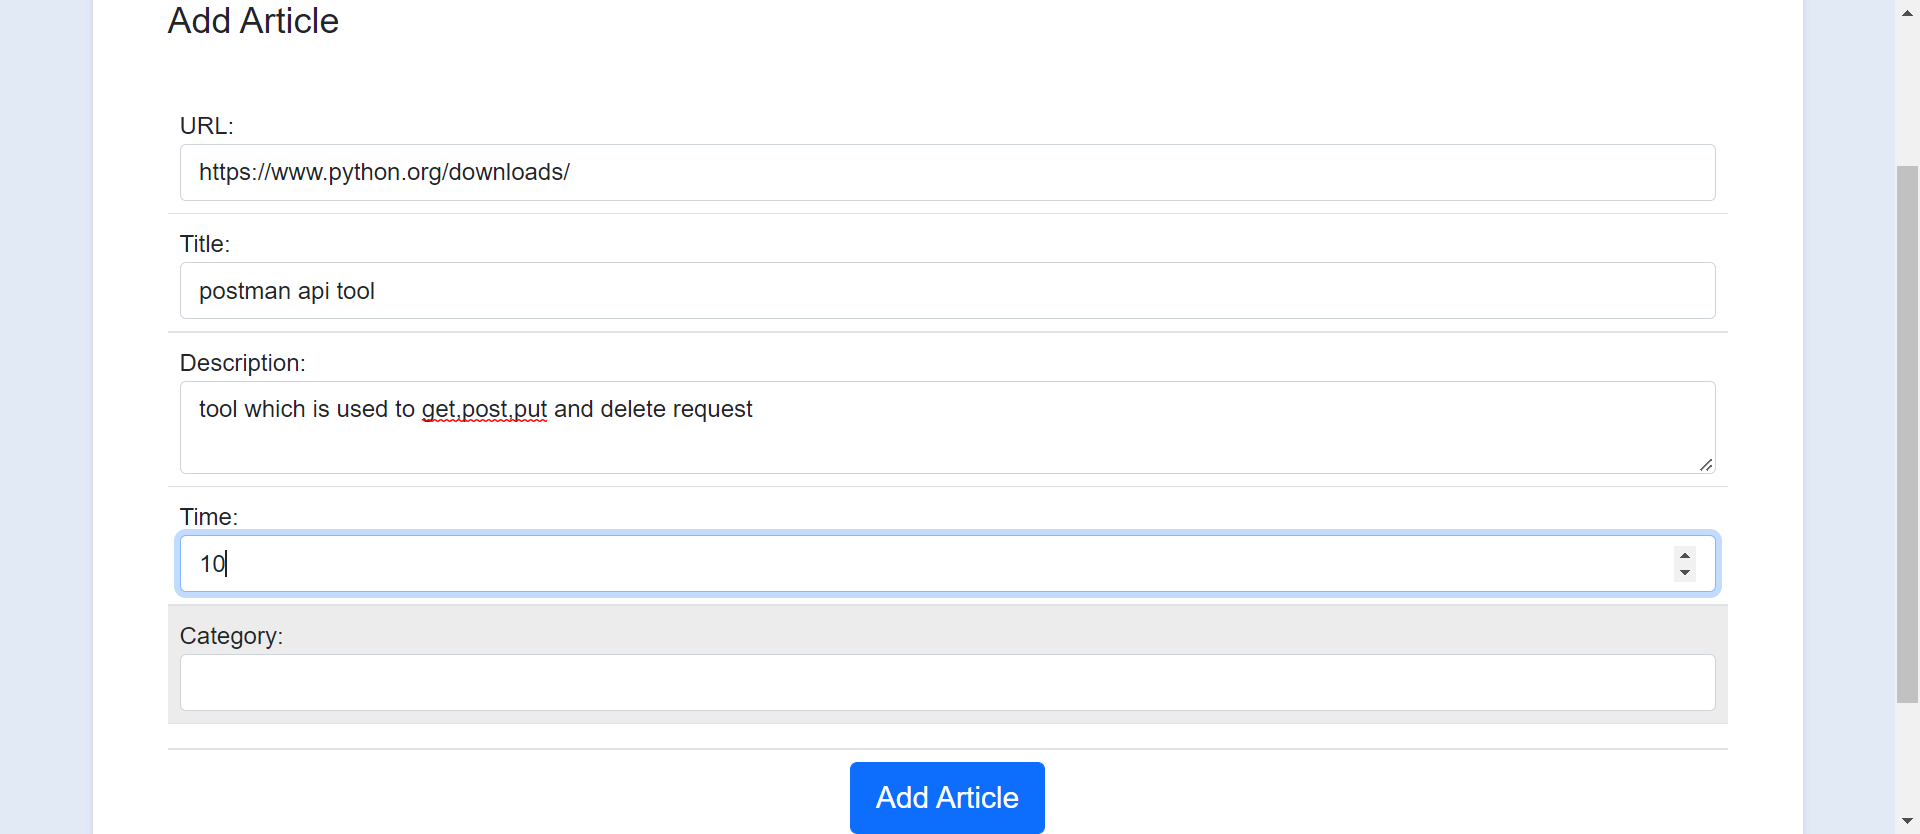 Add Article
URL:
https://www.python.org/downloads/
Title:
postman api tool
Description:
tool which is used to get,post,put and delete request
Time:
10
Category:
Add Article